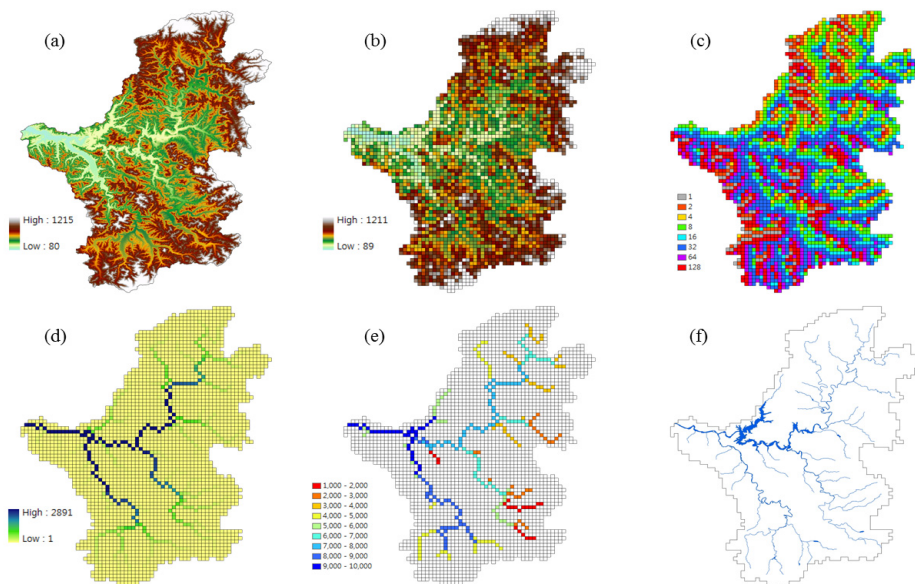 (a)
High : 1215
Low : 80
(b)
High : 1211
Low : 89
(c)
1
2
4
8
16
32
64
128
(d)
High : 2891
Low : 1
(e)
1,000 - 2,000
2,000 - 3,000
3,000 - 4,000
4,000 - 5,000
5,000 - 6,000
6,000 - 7,000
7,000 - 8,000
8,000 - 9,000
9,000 - 10,000
(f)